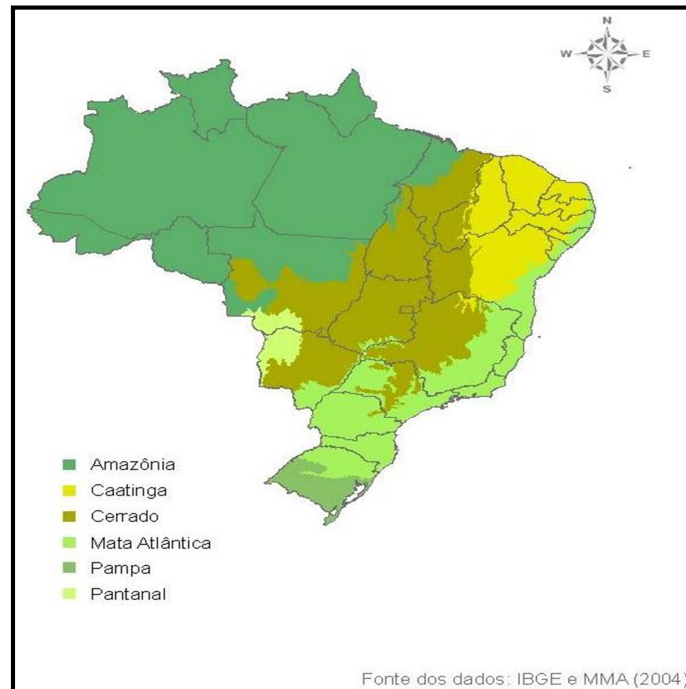 N
W E
S
Amazônia
Caatinga
Cerrado
Mata Atlântica
Pampa
Pantanal
Fonte dos dados: IBGE e MMA (2004)